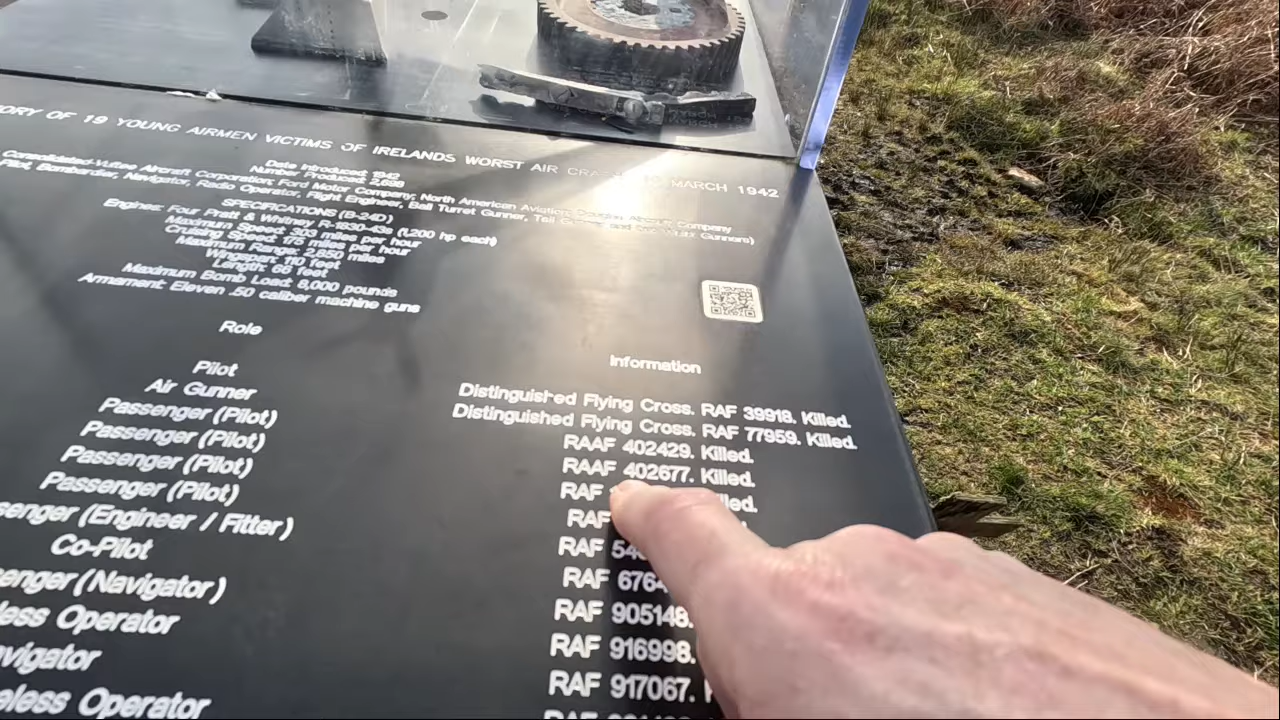 ORY OF 19 YOUNG AIRMEN VICTIMS OF IRELANDS WORST AIR MARCH 1942
Date Introduced: 1942
Number Produced: 2,698
Consolidated-Vultee Aircraft Corporation; Ford Motor Company; North American Aviation; Douglas Aircraft Company
Pilot, Bombardier, Navigator, Radio Operator, Flight Engineer, Ball Turret Gunner, Tail and Gunners)
SPECIFICATIONS (B-24D)
Engines: Four Pratt & Whitney R-1830-43s (1,200 hp each)
Maximum Speed: 303 miles per hour
Cruising Speed: 175 miles per hour
Maximum Range: 2,850 miles
Wingspan: 110 feet
Length: 66 feet
Maximum Bomb Load: 8,000 pounds
Armament: Eleven .50 caliber machine guns
Role Information
Pilot Distinguished Flying Cross. RAF 39918. Killed.
Air Gunner Distinguished Flying Cross. RAF 77959. Killed.
Passenger (Pilot) RAAF 402429. Killed.
Passenger (Pilot) RAAF 402677. Killed.
Passenger (Pilot) RAF lled.
Passenger (Pilot) RAF
senger (Engineer / Fitter) RAF 54
Co-Pilot RAF 676
senger (Navigator) RAF 905148.
less Operator RAF 916998.
avigator RAF 917067.
eless Operator